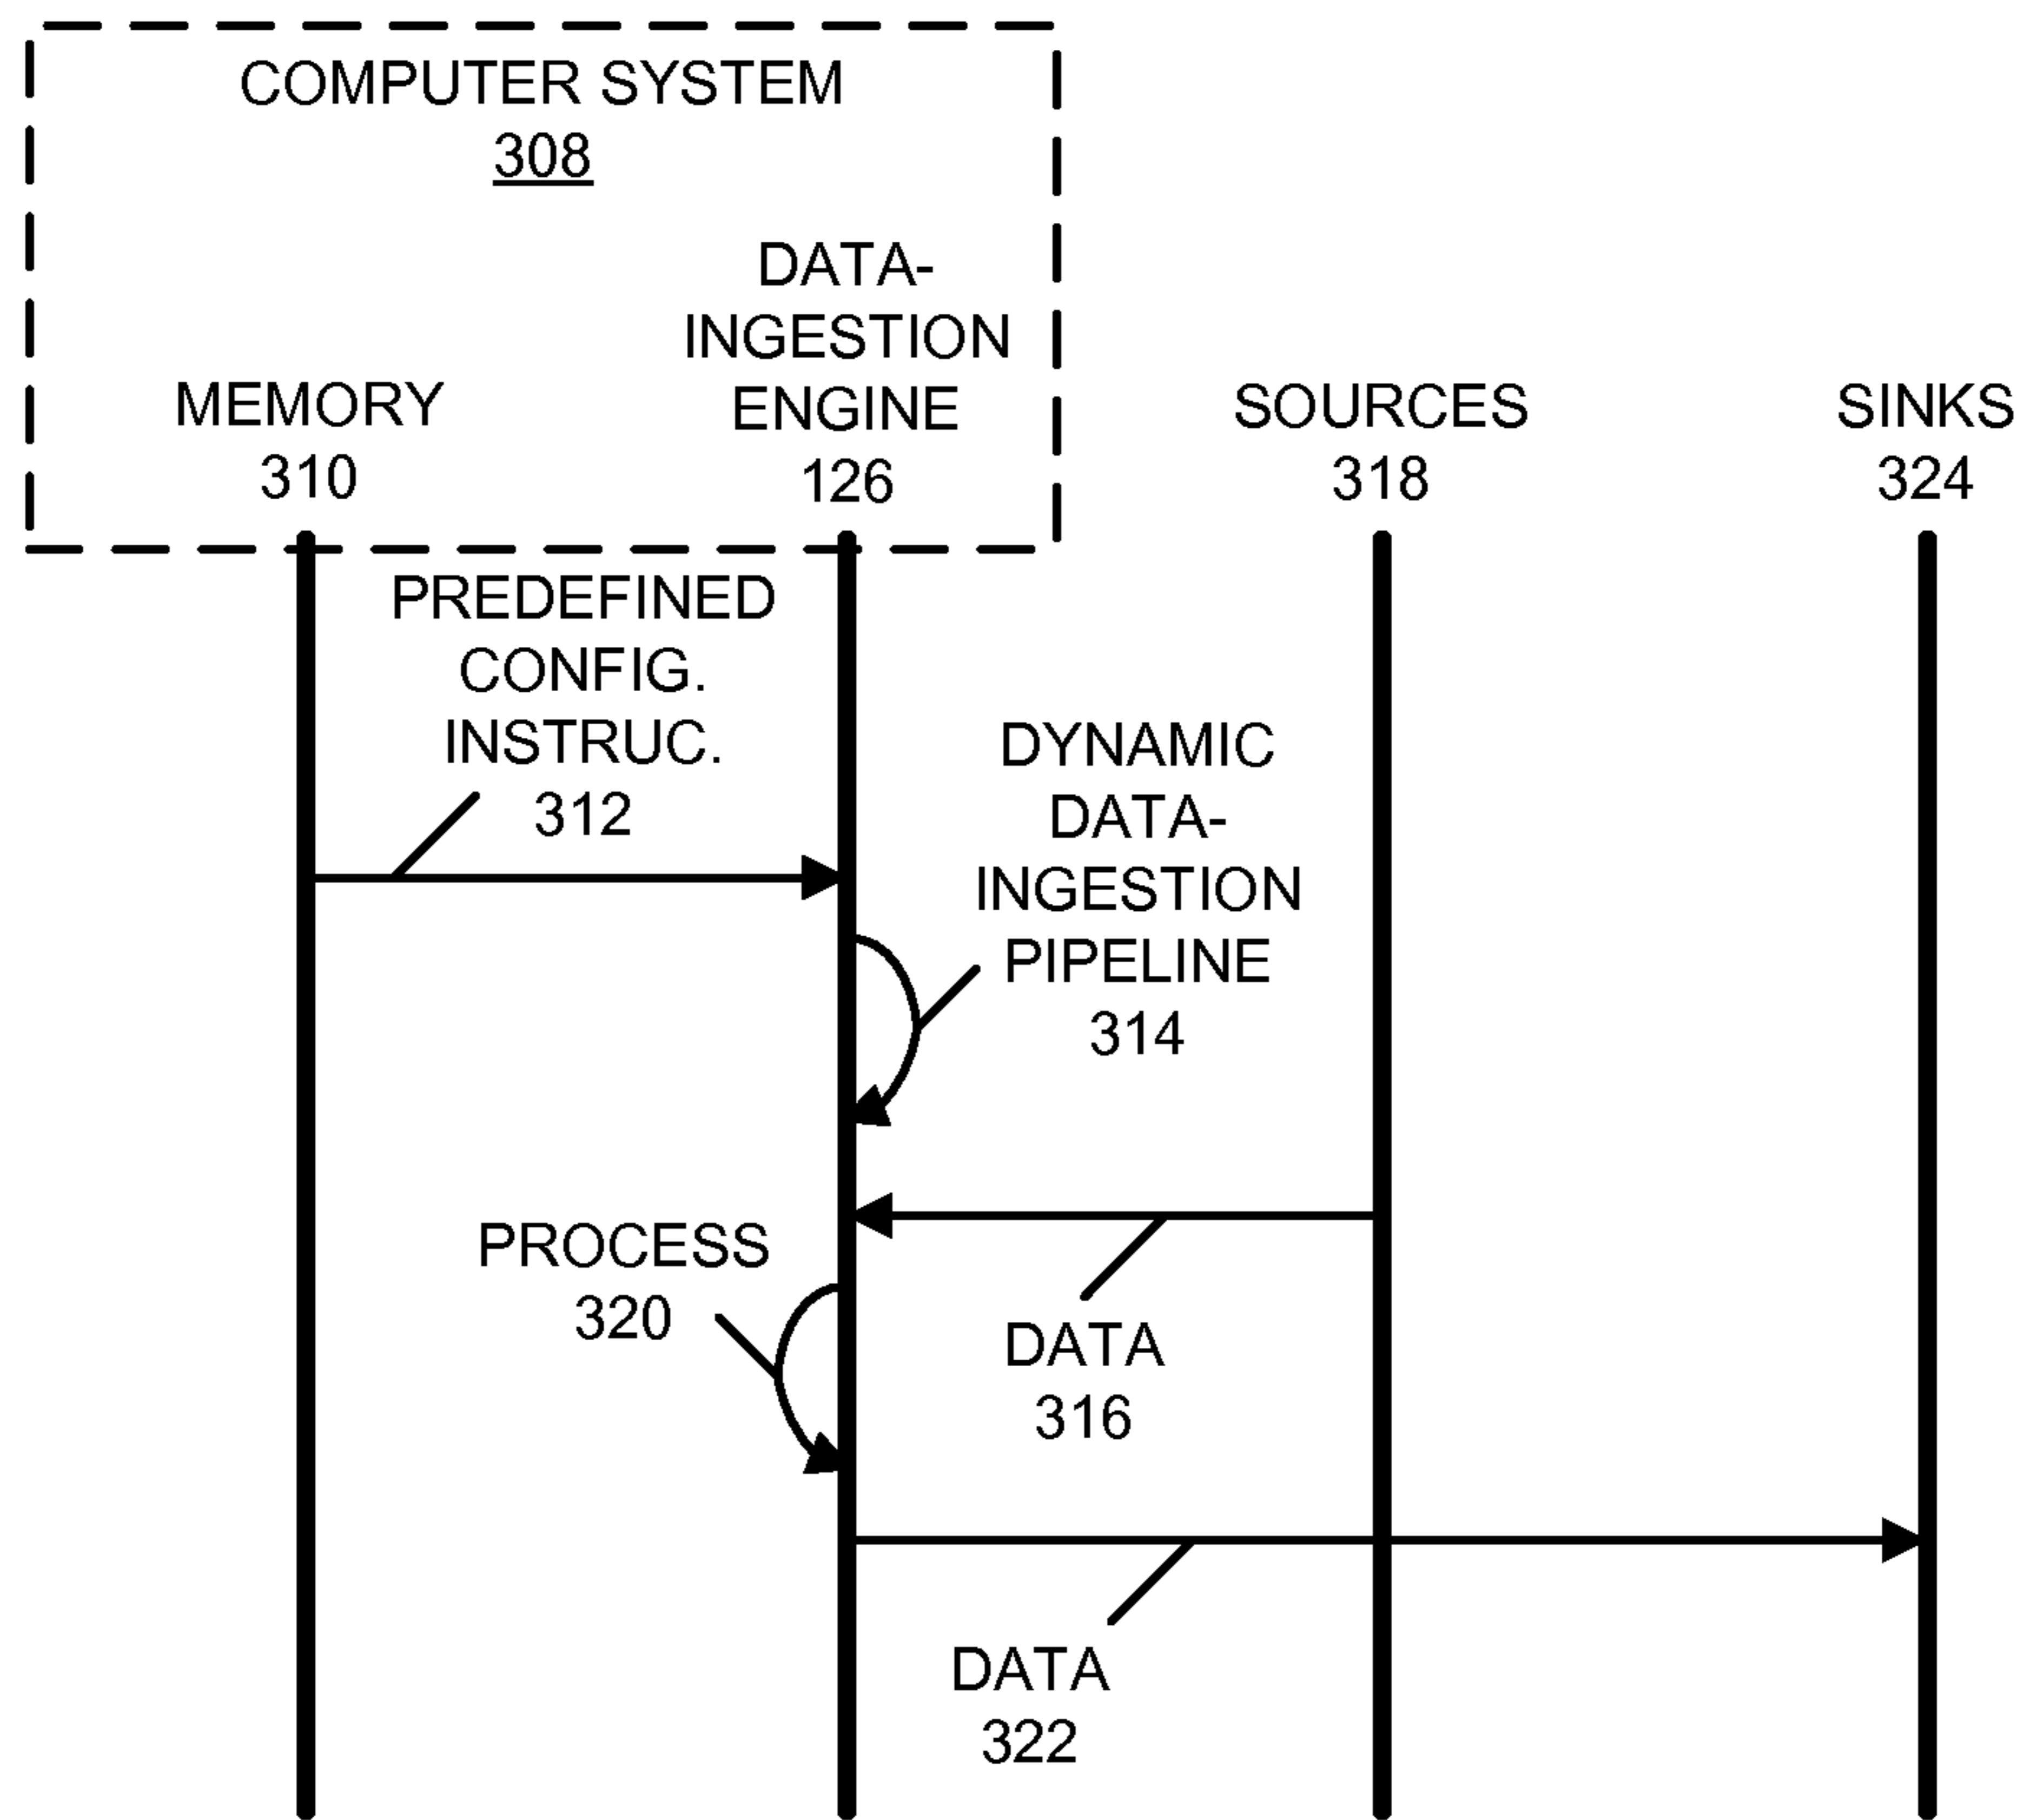 COMPUTER SYSTEM
308
DATA-
INGESTION
ENGINE
126
MEMORY
310
SOURCES
318
SINKS
324
PREDEFINED
CONFIG.
INSTRUC.
312
DYNAMIC
DATA-
INGESTION
PIPELINE
314
PROCESS
320
DATA
316
DATA
322